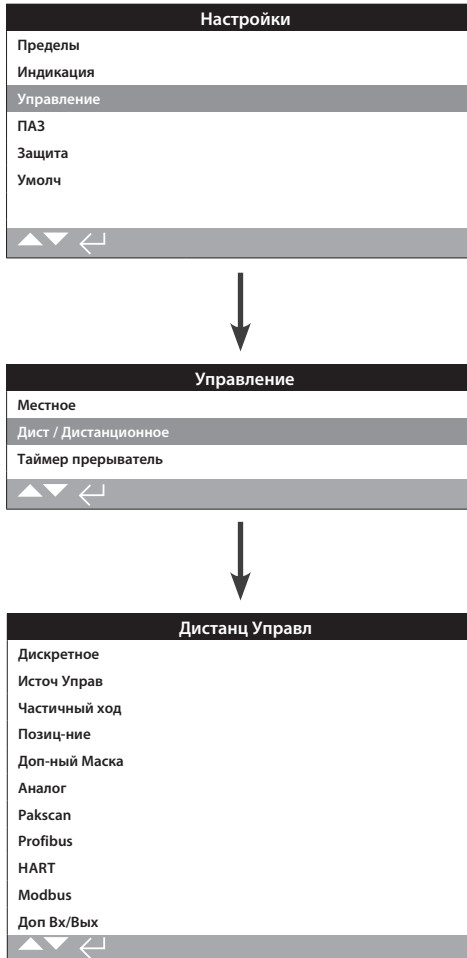 Настройки
Пределы
Индикация
Управление
ПАЗ
Защита
Умолч
Управление
Местное
Дист / Дистанционное
Таймер прерыватель
Дистанц Управл
Дискретное
Источ Управ
Частичный ход
Позиц-ние
Доп-ный Маска
Аналог
Pakscan
Profibus
HART
Modbus
Доп Вх/Вых